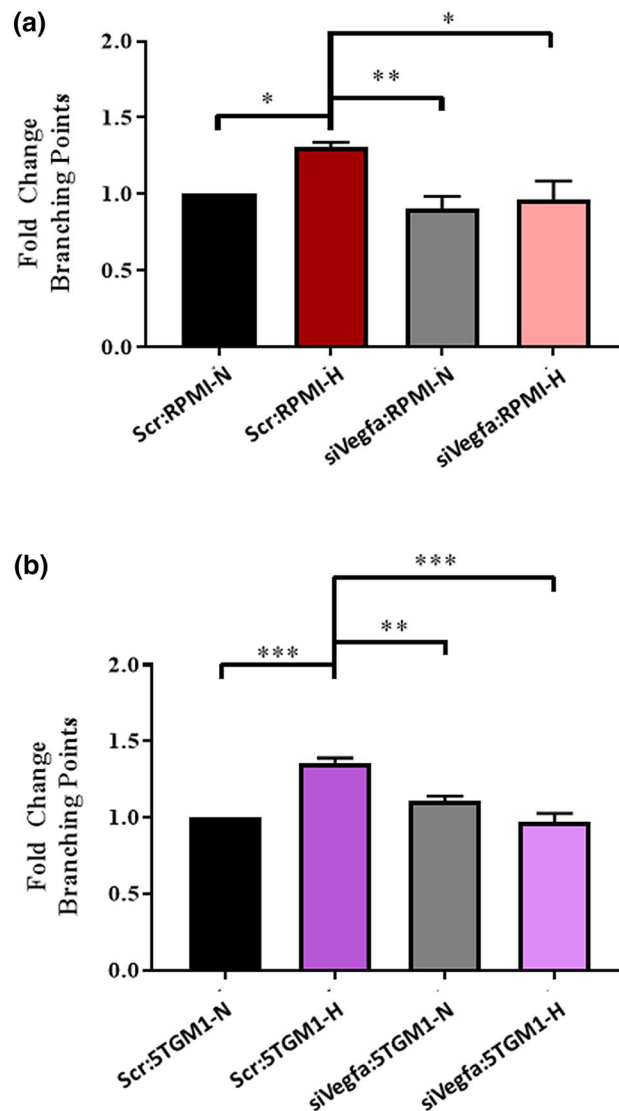 (a)
*
2.0
*
**
1.5
1.0
0.5
0.0
Fold Change
Branching Points
Scr:RPMI-N
Scr:RPMI-H
siVegfa:RPMI-N
siVegfa:RPMI-H
(b)
***
***
**
2.0
1.5
1.0
0.5
0.0
Fold Change
Branching Points
Scr:5TGM1-N
Scr:5TGM1-H
siVegfa:5TGM1-N
siVegfa:5TGM1-H